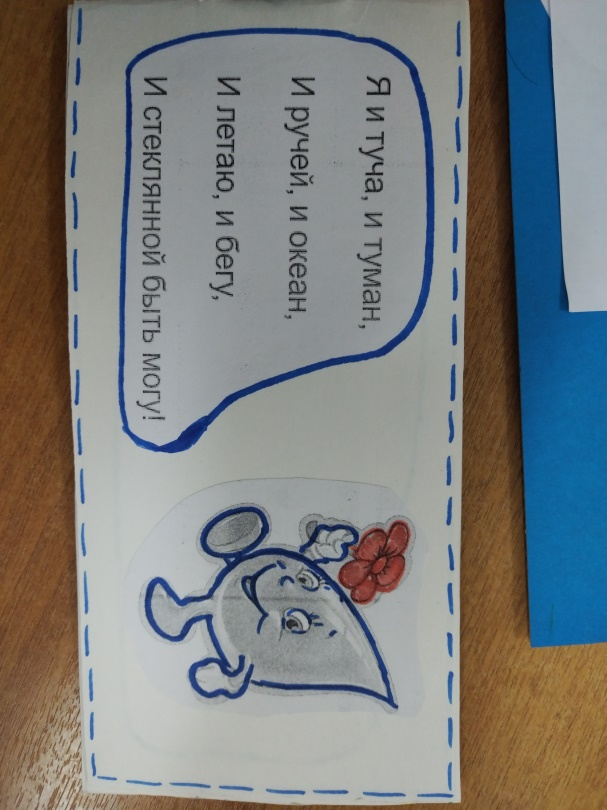 Я и туча, и туман,
И ручей, и океан,
И летаю, и бегу,
И стеклянной быть могу!